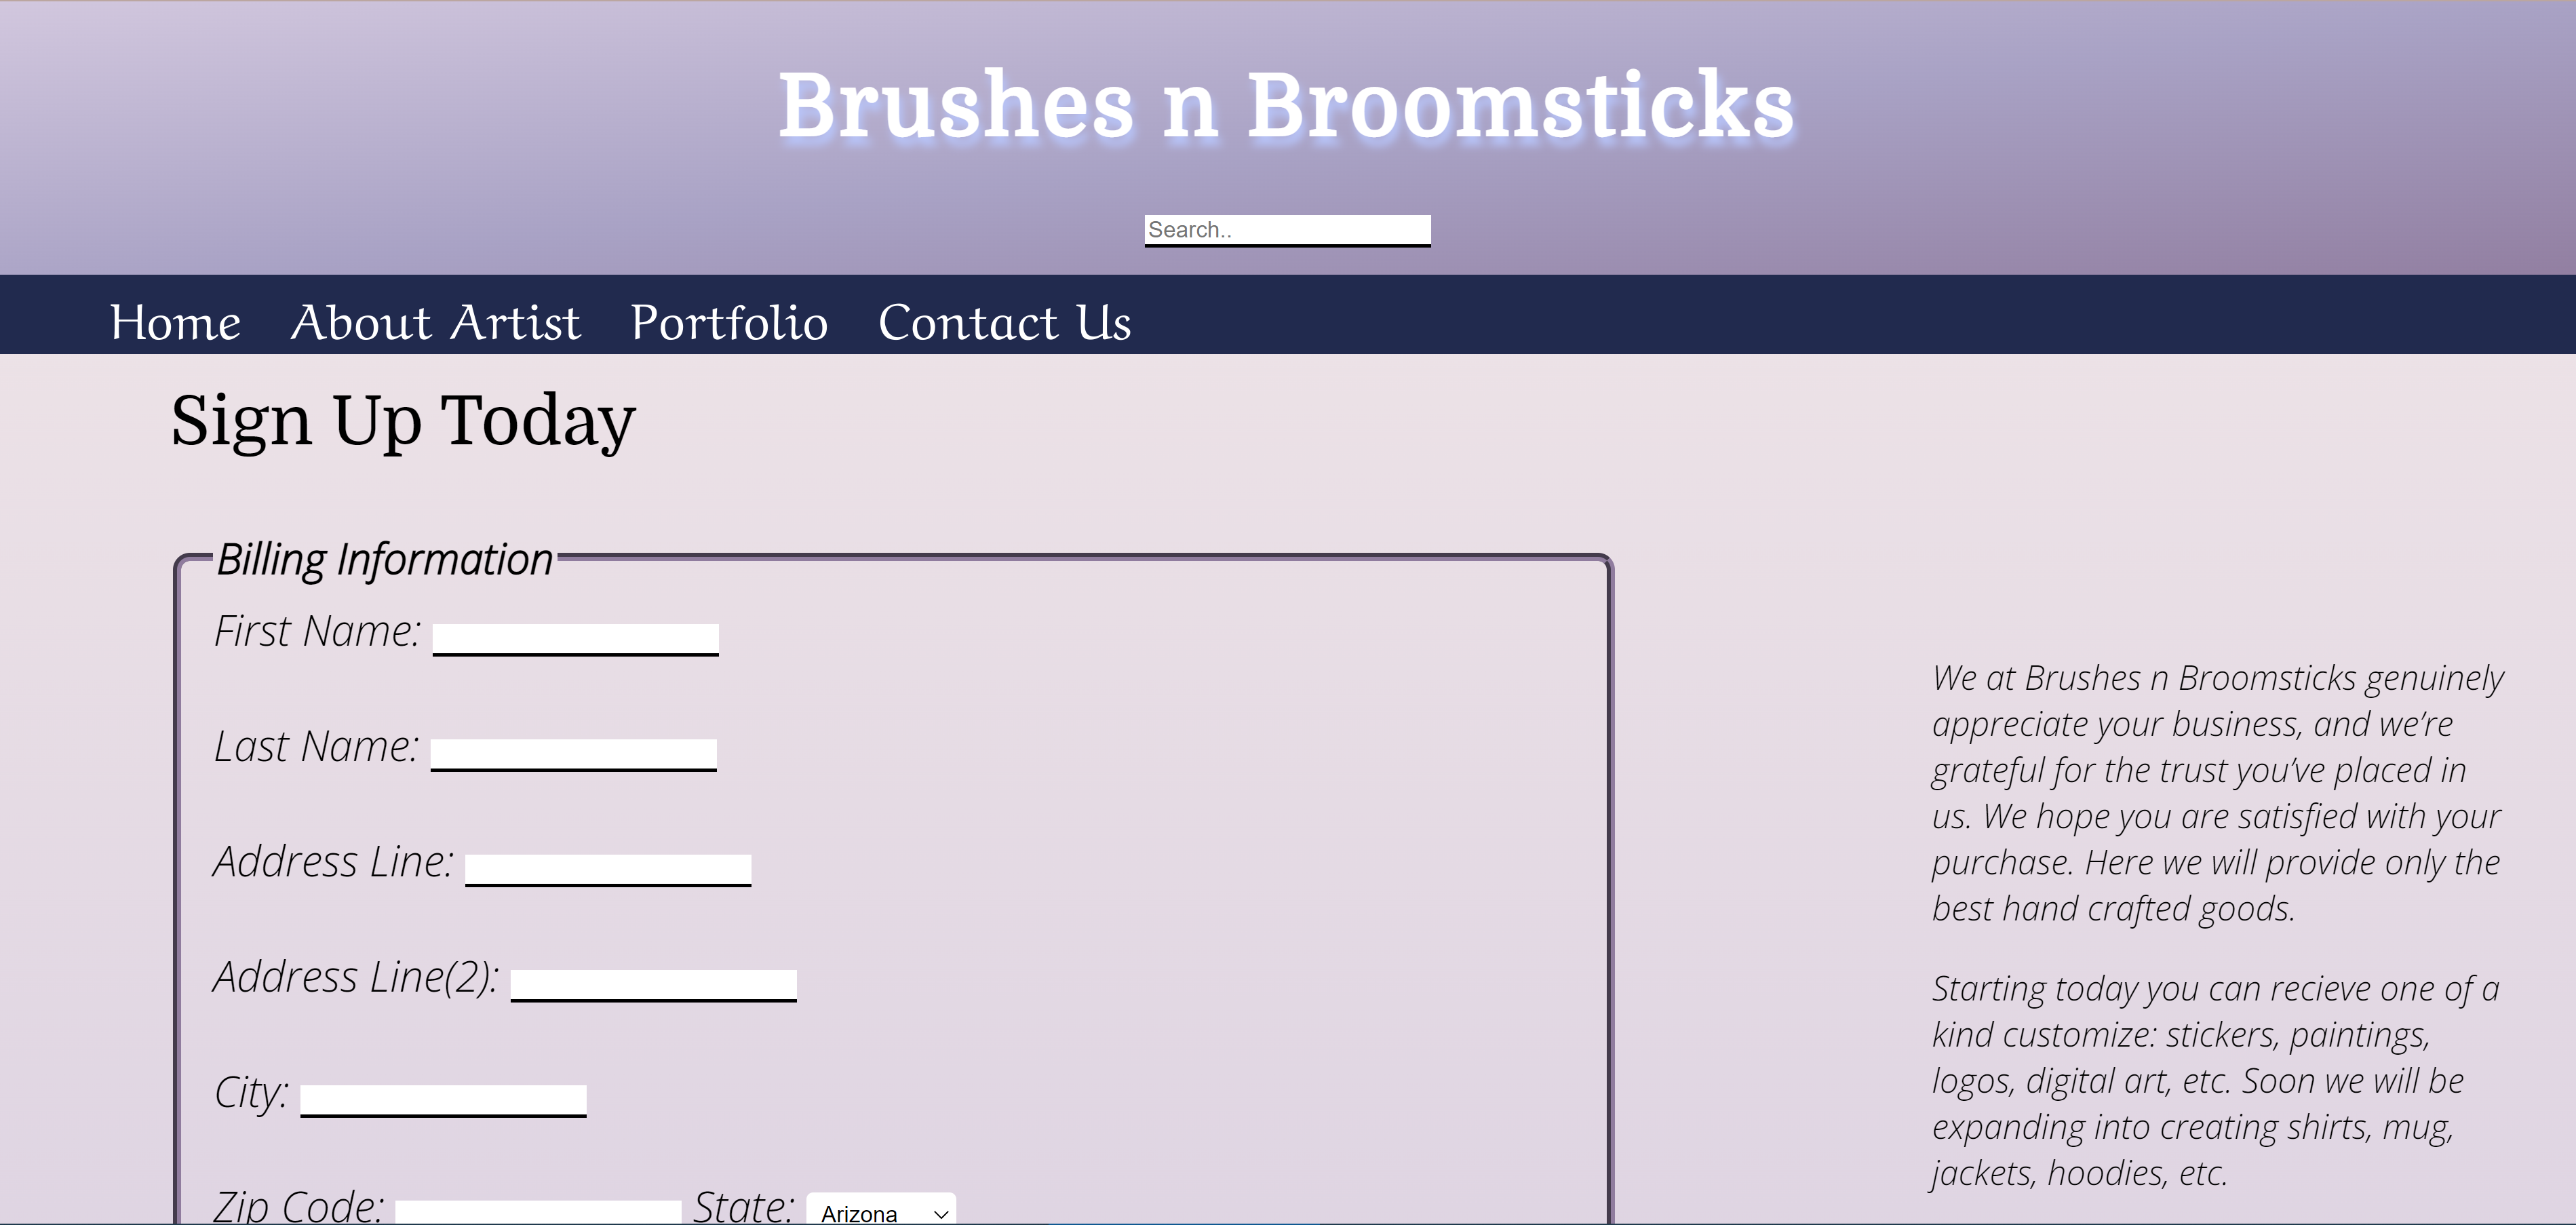 Brushes n Broomsticks
Search..
Home About Artist Portfolio Contact Us
Sign Up Today
Billing Information
First Name:
Last Name:
Address Line:
Address Line(2):
City:
Zip Code: State: Arizona
We at Brushes n Broomsticks genuinely
appreciate your business, and we’re
grateful for the trust you’ve placed in
us. We hope you are satisfied with your
purchase. Here we will provide only the
best hand crafted goods.
Starting today you can recieve one of a
kind customize: stickers, paintings,
logos, digital art, etc. Soon we will be
expanding into creating shirts, mug,
jackets, hoodies, etc.